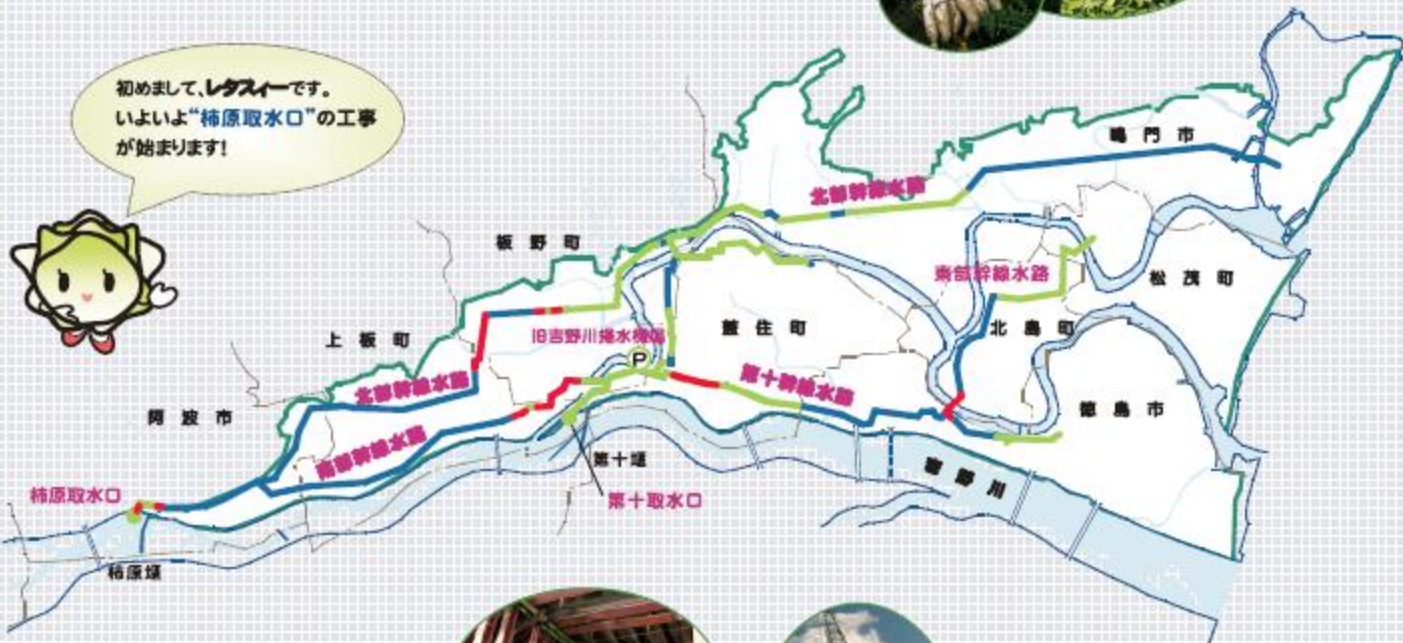 初めまして、レタスィーです。
いよいよ“柿原取水口”の工事
が始まります!
鳴門市
北部幹線水路
板野町
東部幹線水路
松茂町
旧吉野川揚水機場
藍住町
北島町
上板町
P
北部幹線水路
第十幹線水路
徳島市
阿波市
南部幹線水路
第十堰
吉野川
柿原取水口
第十取水口
柿原堰